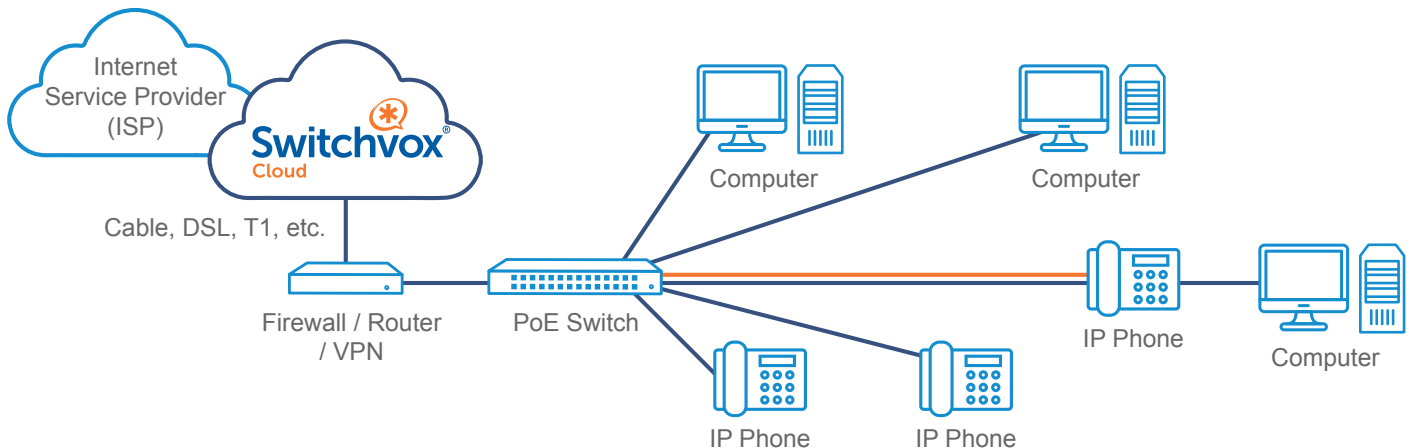 Internet
Service Provider
(ISP)
Switchvox®
Cloud
Cable, DSL, T1, etc.
Firewall / Router
/ VPN
PoE Switch
Computer
Computer
IP Phone
Computer
IP Phone
IP Phone